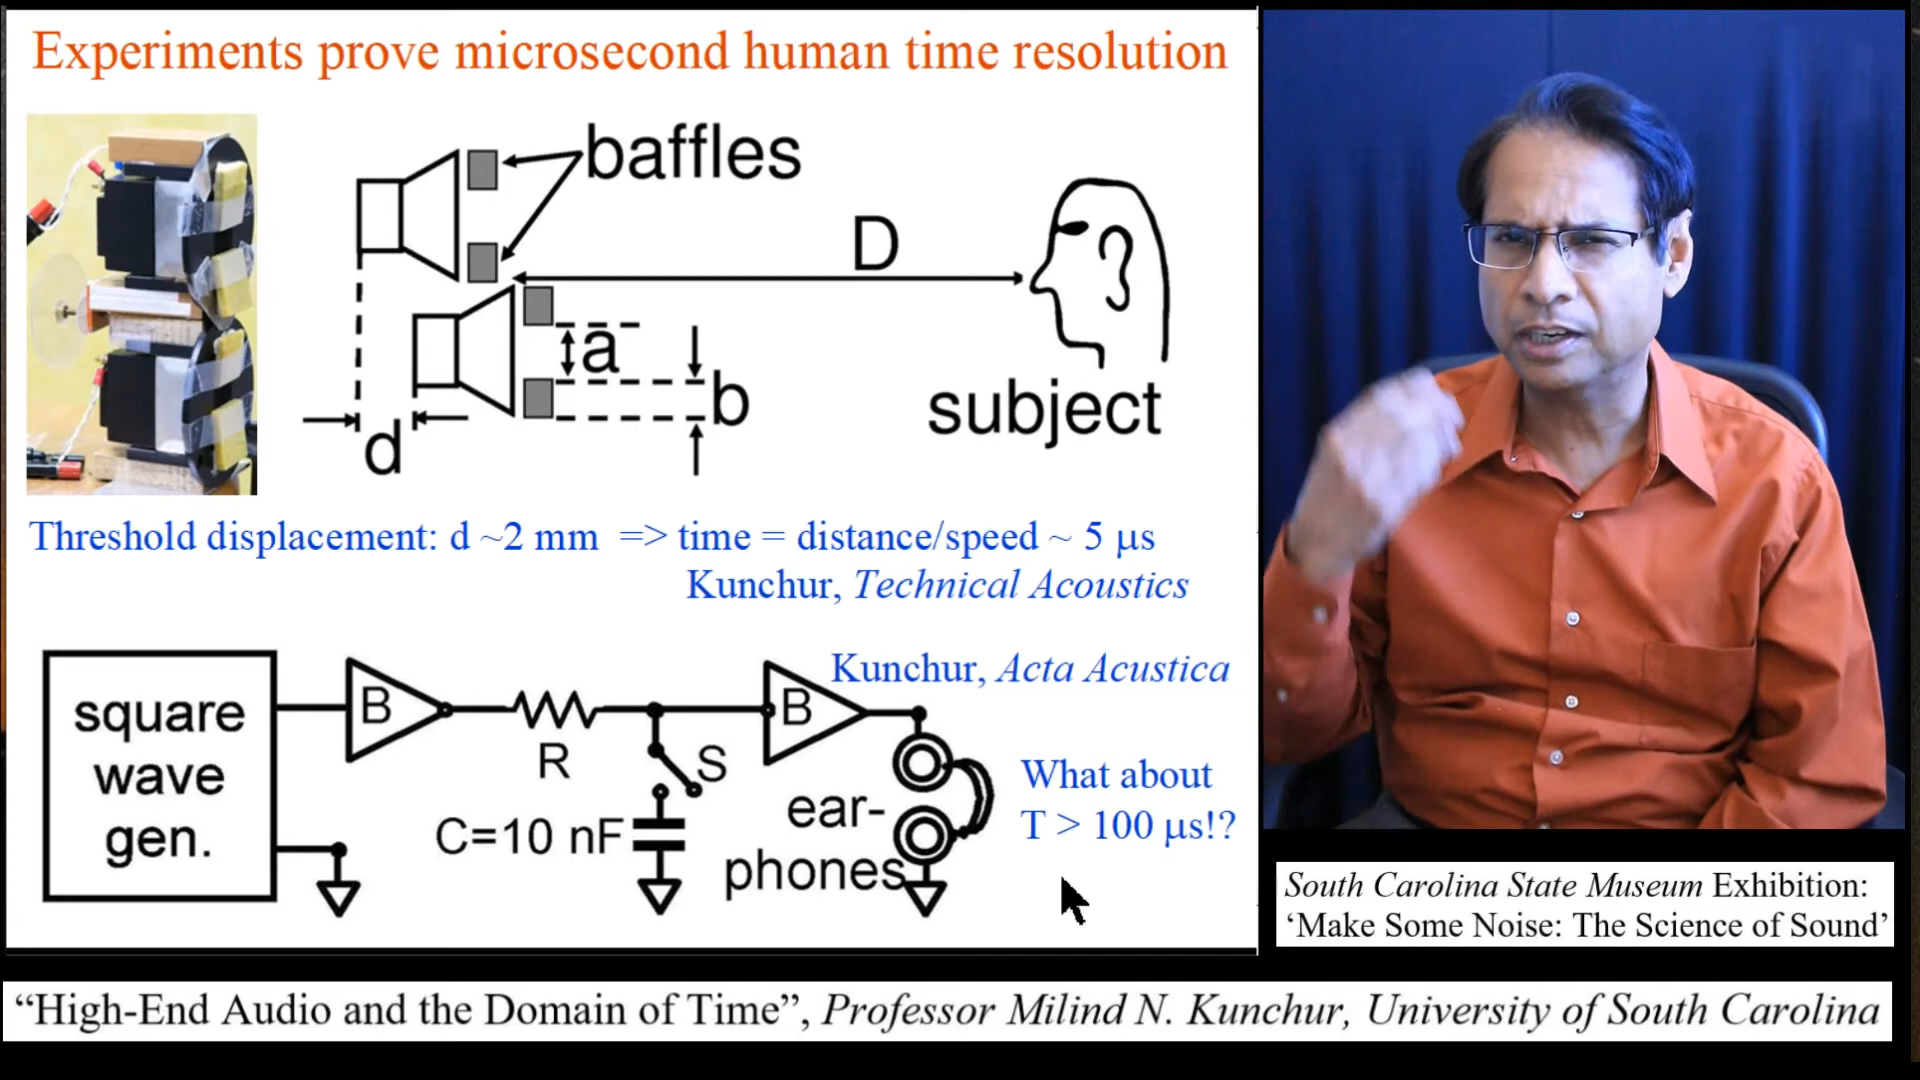 Experiments prove microsecond human time resolution
baffles
D
a
b
d
subject
Threshold displacement: d ~2 mm => time = distance/speed ~ 5 μs
Kunchur, Technical Acoustics
Kunchur, Acta Acustica
square
wave
gen.
B
R
S
C=10 nF
B
ear-
phones
What about
T > 100 μs!?
South Carolina State Museum Exhibition:
‘Make Some Noise: The Science of Sound’
“High-End Audio and the Domain of Time”, Professor Milind N. Kunchur, University of South Carolina